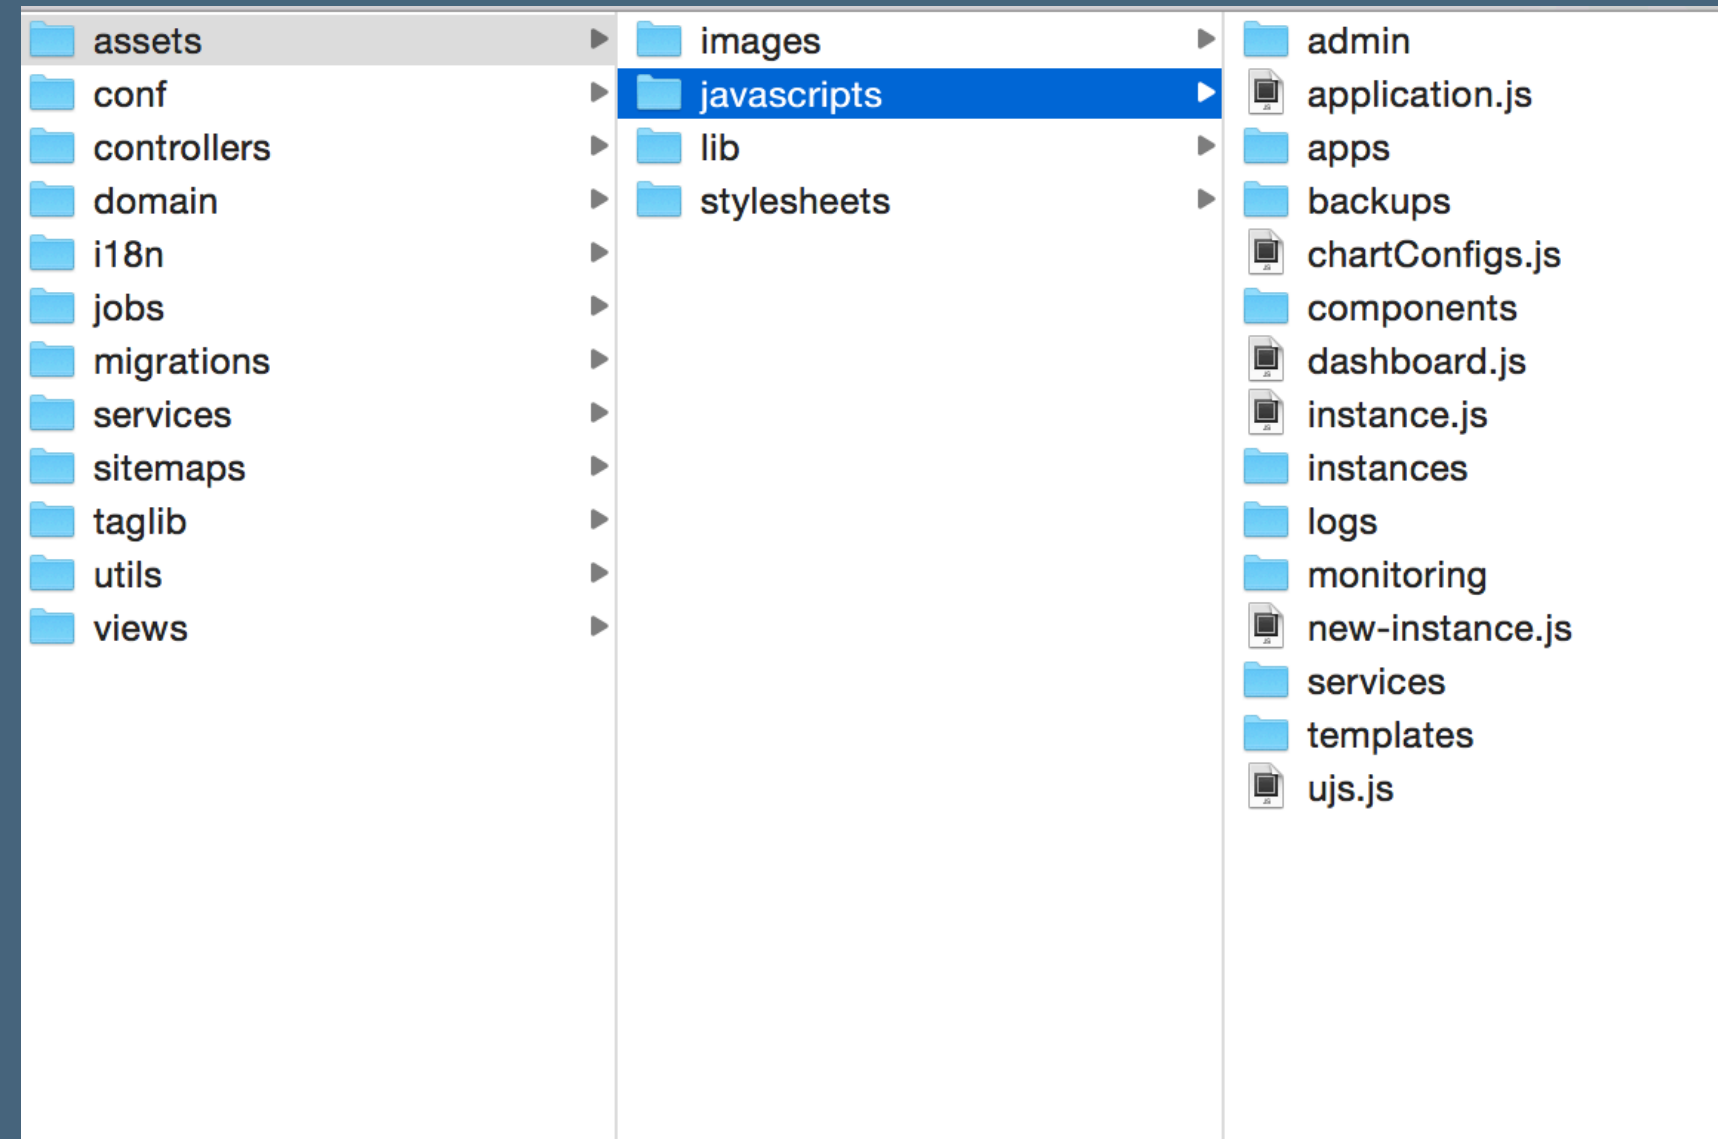 assets
conf
controllers
domain
i18n
jobs
migrations
services
sitemaps
taglib
utils
views
images
javascripts
lib
stylesheets
admin
application.js
apps
backups
chartConfigs.js
components
dashboard.js
instance.js
instances
logs
monitoring
new-instance.js
services
templates
ujs.js